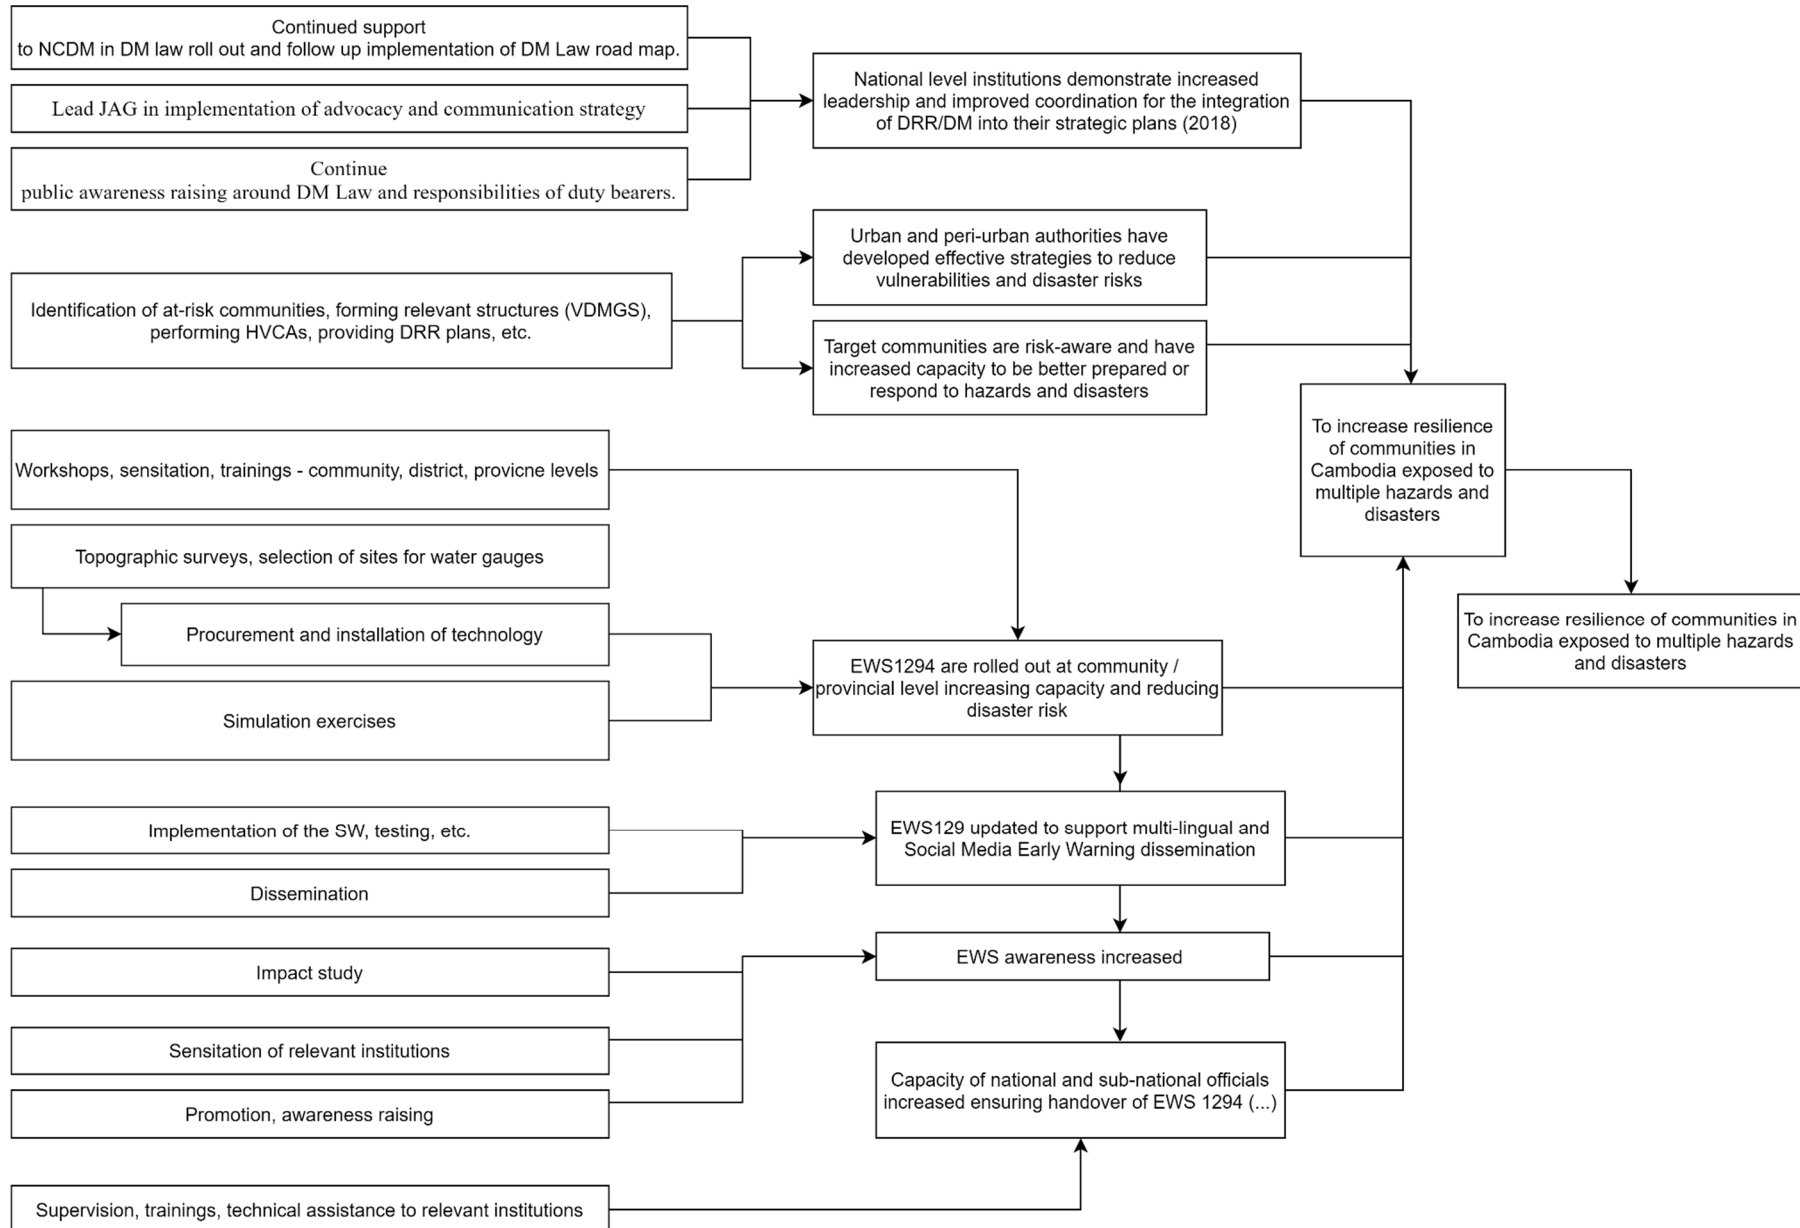 Continued support
to NCDM in DM law roll out and follow up implementation of DM Law road map.
Lead JAG in implementation of advocacy and communication strategy
Continue
public awareness raising around DM Law and responsibilities of duty bearers.
National level institutions demonstrate increased
leadership and improved coordination for the integration
of DRR/DM into their strategic plans (2018)
Urban and peri-urban authorities have
developed effective strategies to reduce
vulnerabilities and disaster risks
Identification of at-risk communities, forming relevant structures (VDMGS),
performing HVCAs, providing DRR plans, etc.
Target communities are risk-aware and have
increased capacity to be better prepared or
respond to hazards and disasters
To increase resilience
of communities in
Cambodia exposed to
multiple hazards and
disasters
Workshops, sensitation, trainings - community, district, provicne levels
Topographic surveys, selection of sites for water gauges
Procurement and installation of technology
Simulation exercises
EWS1294 are rolled out at community /
provincial level increasing capacity and reducing
disaster risk
To increase resilience of communities in
Cambodia exposed to multiple hazards
and disasters
Implementation of the SW, testing, etc.
Dissemination
EWS129 updated to support multi-lingual and
Social Media Early Warning dissemination
Impact study
Sensitation of relevant institutions
Promotion, awareness raising
EWS awareness increased
Capacity of national and sub-national officials
increased ensuring handover of EWS 1294 (...)
Supervision, trainings, technical assistance to relevant institutions